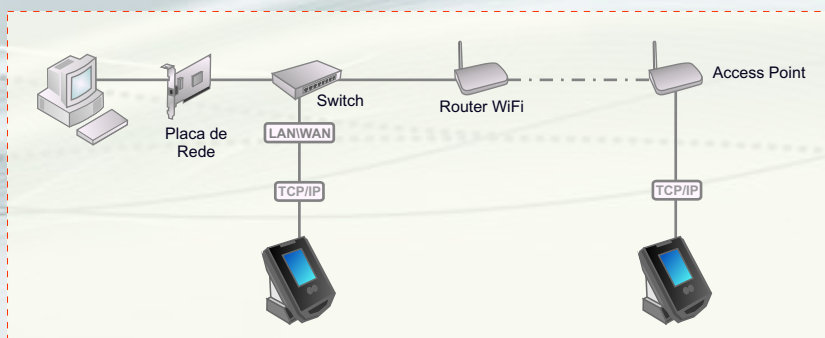 Access Point
Switch
Router WiFi
Placa de
Rede
LAN\WAN
TCP/IP
TCP/IP